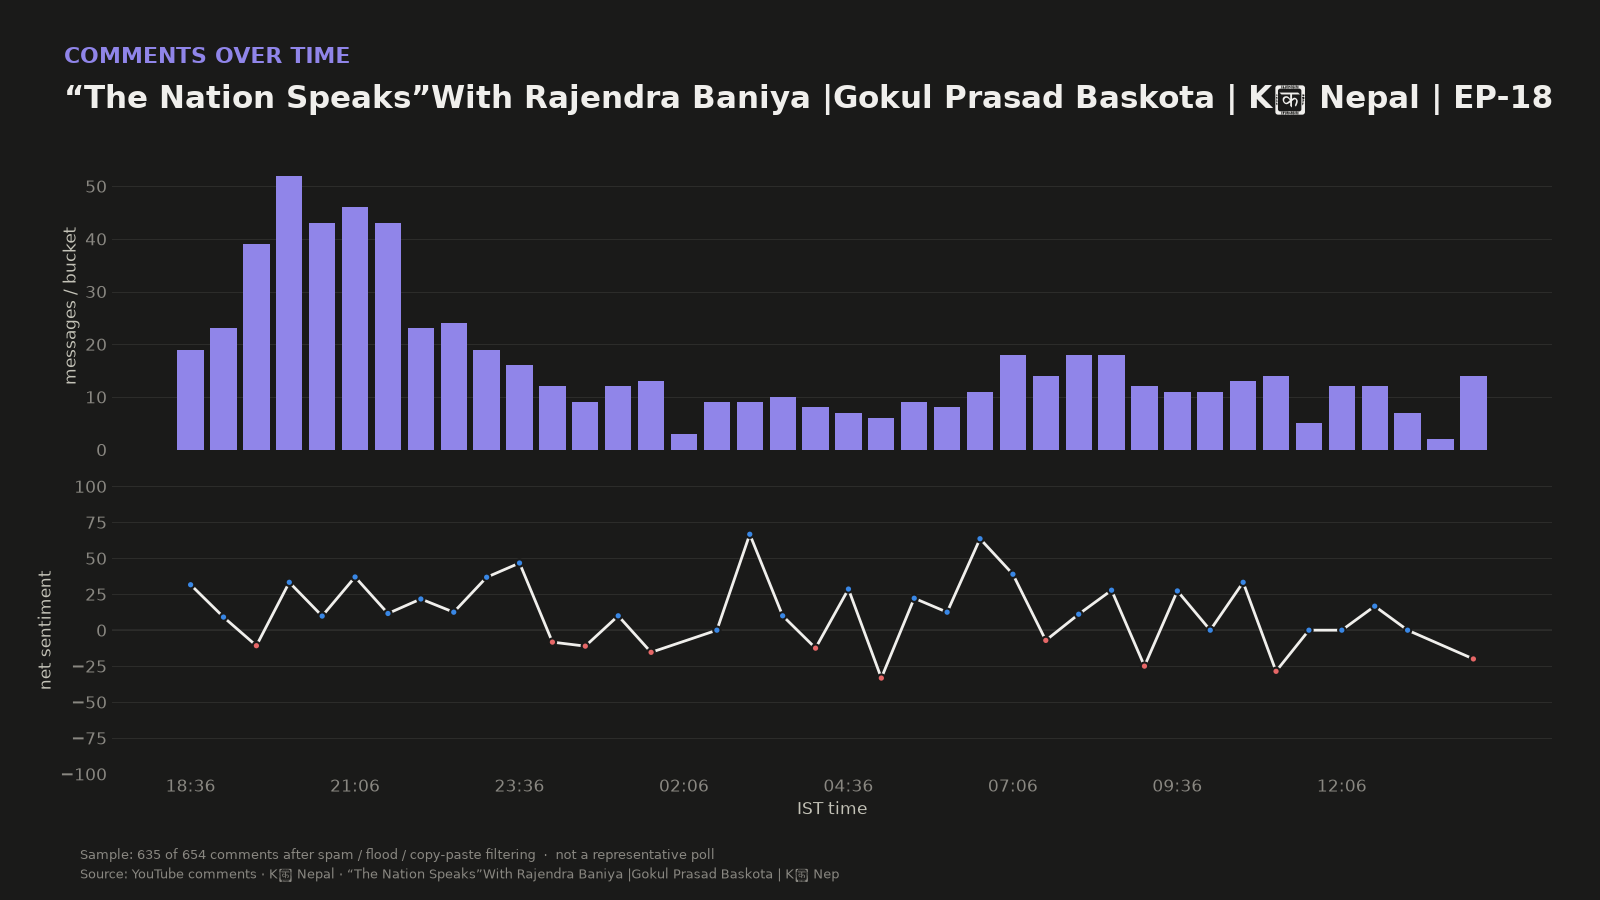 COMMENTS OVER TIME
“The Nation Speaks”With Rajendra Baniya |Gokul Prasad Baskota | Kक Nepal | EP-18
messages / bucket
50
40
30
20
10
0
net sentiment
100
75
50
25
0
−25
−50
−75
−100
18:36 21:06 23:36 02:06 04:36 07:06 09:36 12:06
IST time
Sample: 635 of 654 comments after spam / flood / copy-paste filtering · not a representative poll
Source: YouTube comments · Kक Nepal · “The Nation Speaks”With Rajendra Baniya |Gokul Prasad Baskota | Kक Nep